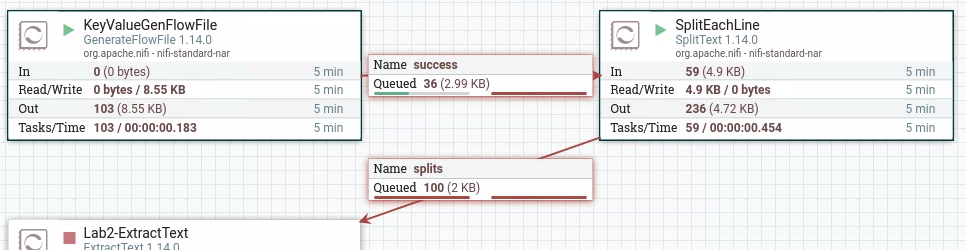 KeyValueGenFlowFile
GenerateFlowFile 1.14.0
org.apache.nifi - nifi-standard-nar
In 0 (0 bytes) 5 min
Read/Write 0 bytes / 8.55 KB 5 min
Out 103 (8.55 KB) 5 min
Tasks/Time 103 / 00:00:00.183 5 min
Name success
Queued 36 (2.99 KB)
SplitEachLine
SplitText 1.14.0
org.apache.nifi - nifi-standard-nar
In 59 (4.9 KB) 5 min
Read/Write 4.9 KB / 0 bytes 5 min
Out 236 (4.72 KB) 5 min
Tasks/Time 59 / 00:00:00.454 5 min
Name splits
Queued 100 (2 KB)
Lab2-ExtractText
ExtractText 1.14.0